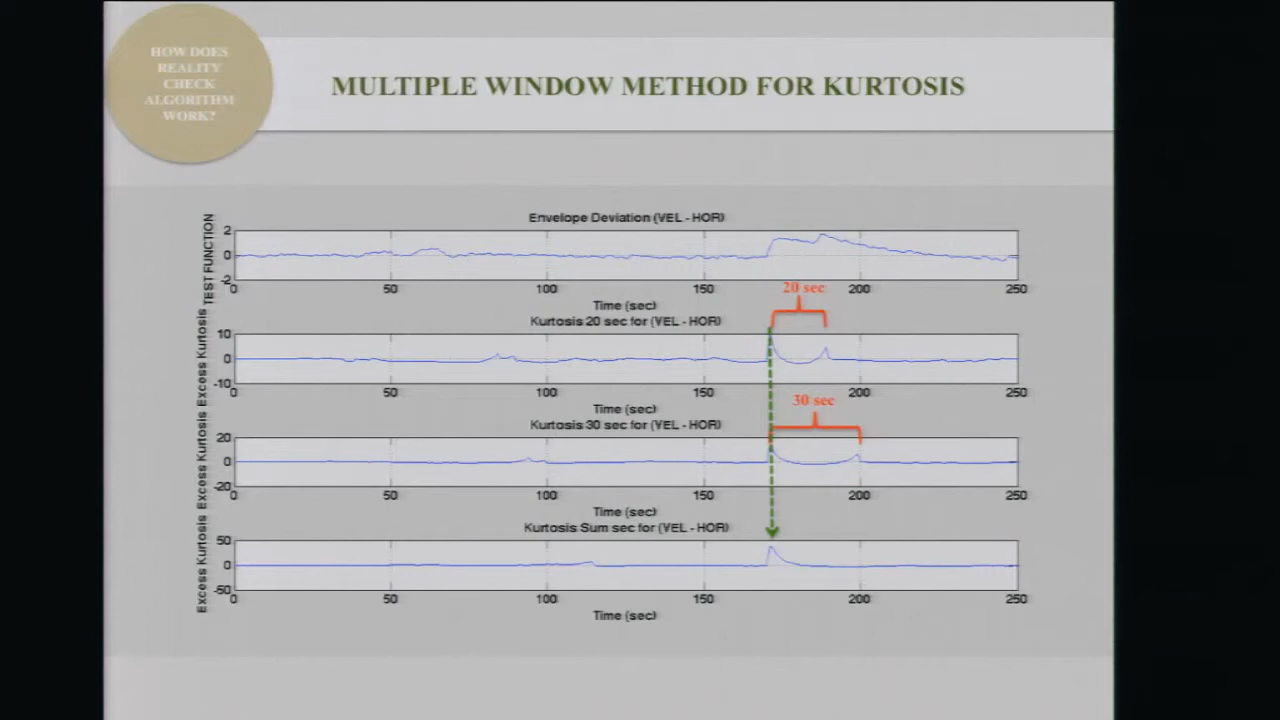 HOW DOES
REALITY
CHECK
ALGORITHM
WORK?
MULTIPLE WINDOW METHOD FOR KURTOSIS
Envelope Deviation (VEL - HOR)
TEST FUNCTION
2
0
-2
0 50 100 150 200 250
Time (sec)
20 sec
Kurtosis 20 sec for (VEL - HOR)
Excess Kurtosis
10
0
-10
0 50 100 150 200 250
Time (sec)
30 sec
Kurtosis 30 sec for (VEL - HOR)
Excess Kurtosis
20
0
-20
0 50 100 150 200 250
Time (sec)
Kurtosis Sum sec for (VEL - HOR)
Excess Kurtosis
50
0
-50
0 50 100 150 200 250
Time (sec)